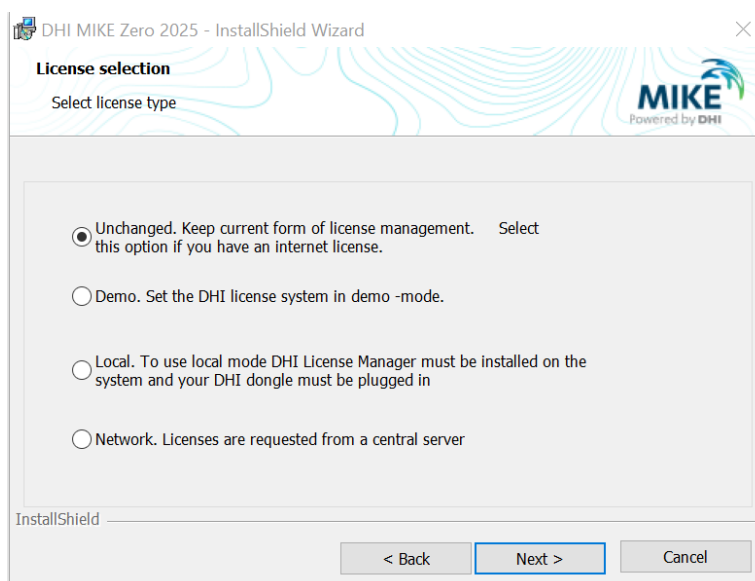 DHI MIKE Zero 2025 - InstallShield Wizard
License selection
Select license type
MIKE
Powered by DHI
Unchanged. Keep current form of license management. Select
this option if you have an internet license.
Demo. Set the DHI license system in demo -mode.
Local. To use local mode DHI License Manager must be installed on the
system and your DHI dongle must be plugged in
Network. Licenses are requested from a central server
InstallShield
< Back
Next >
Cancel